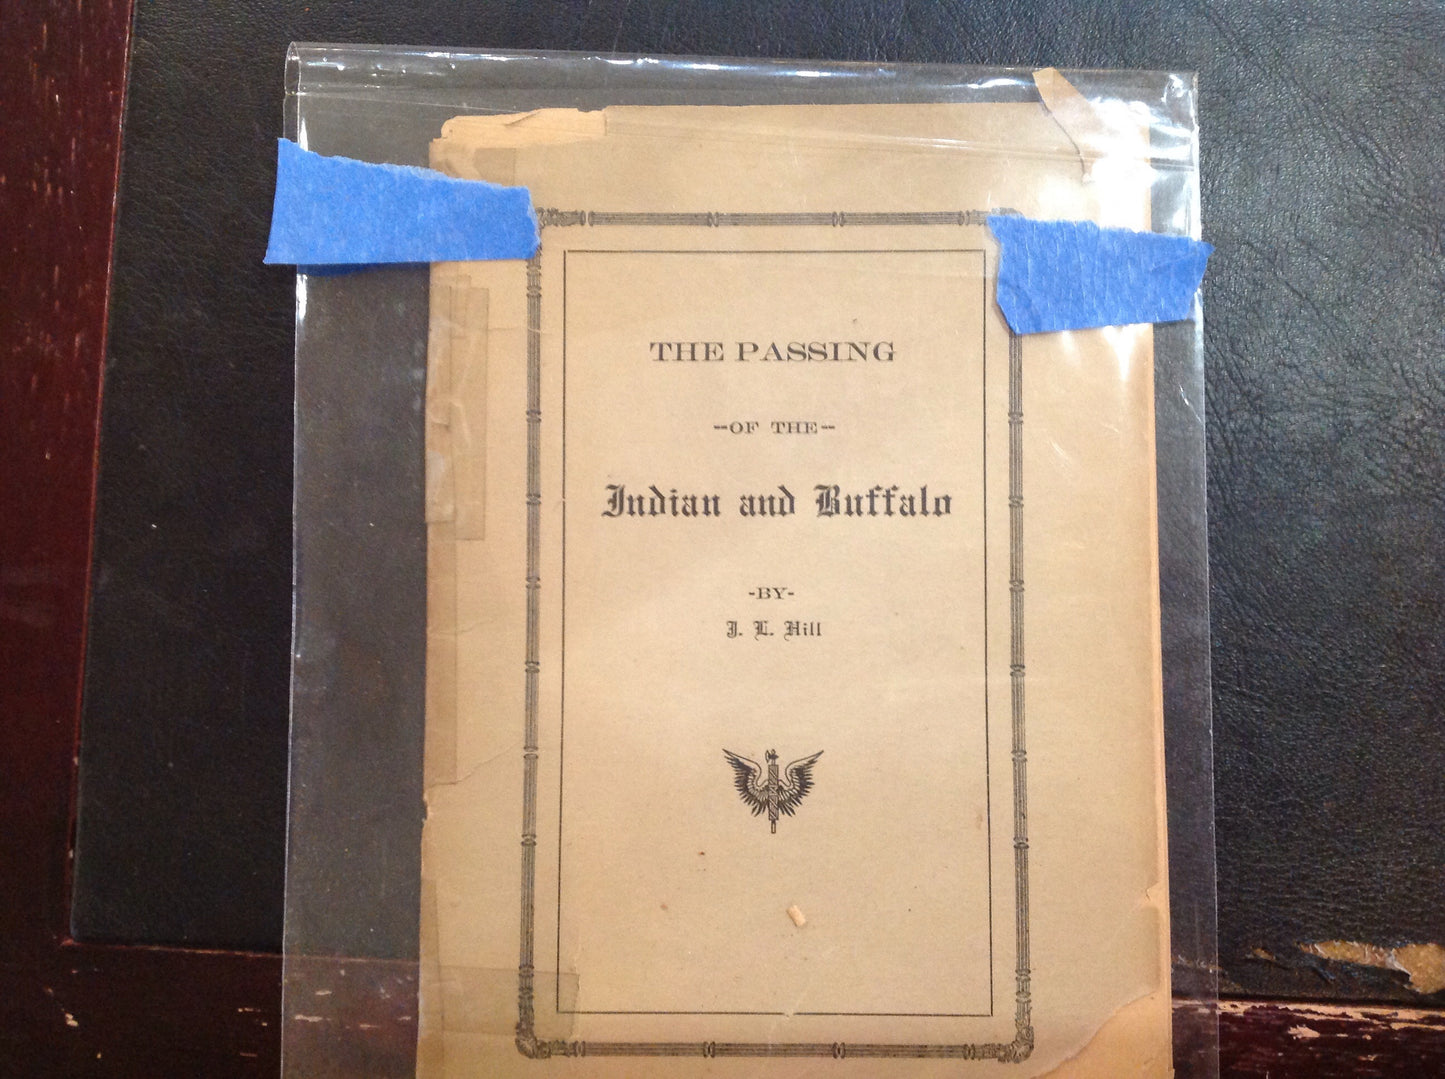 THE PASSING
--OF THE--
Indian and Buffalo
-BY-
J. L. Hill